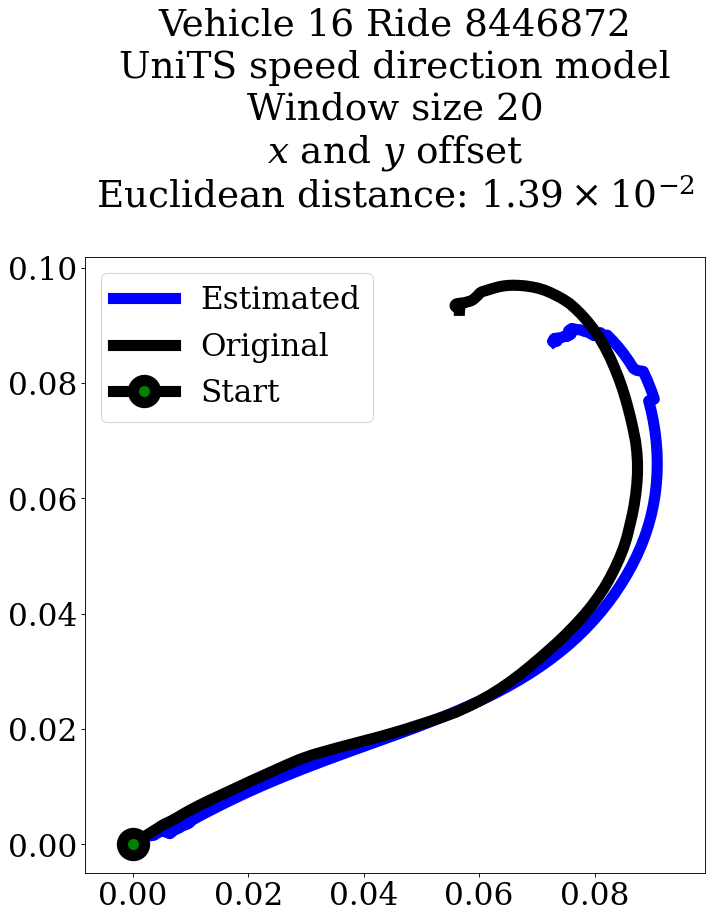 Vehicle 16 Ride 8446872
UniTS speed direction model
Window size 20
x and y offset
Euclidean distance: 1.39 × 10⁻²
Estimated
Original
Start
0.10
0.08
0.06
0.04
0.02
0.00
0.00 0.02 0.04 0.06 0.08